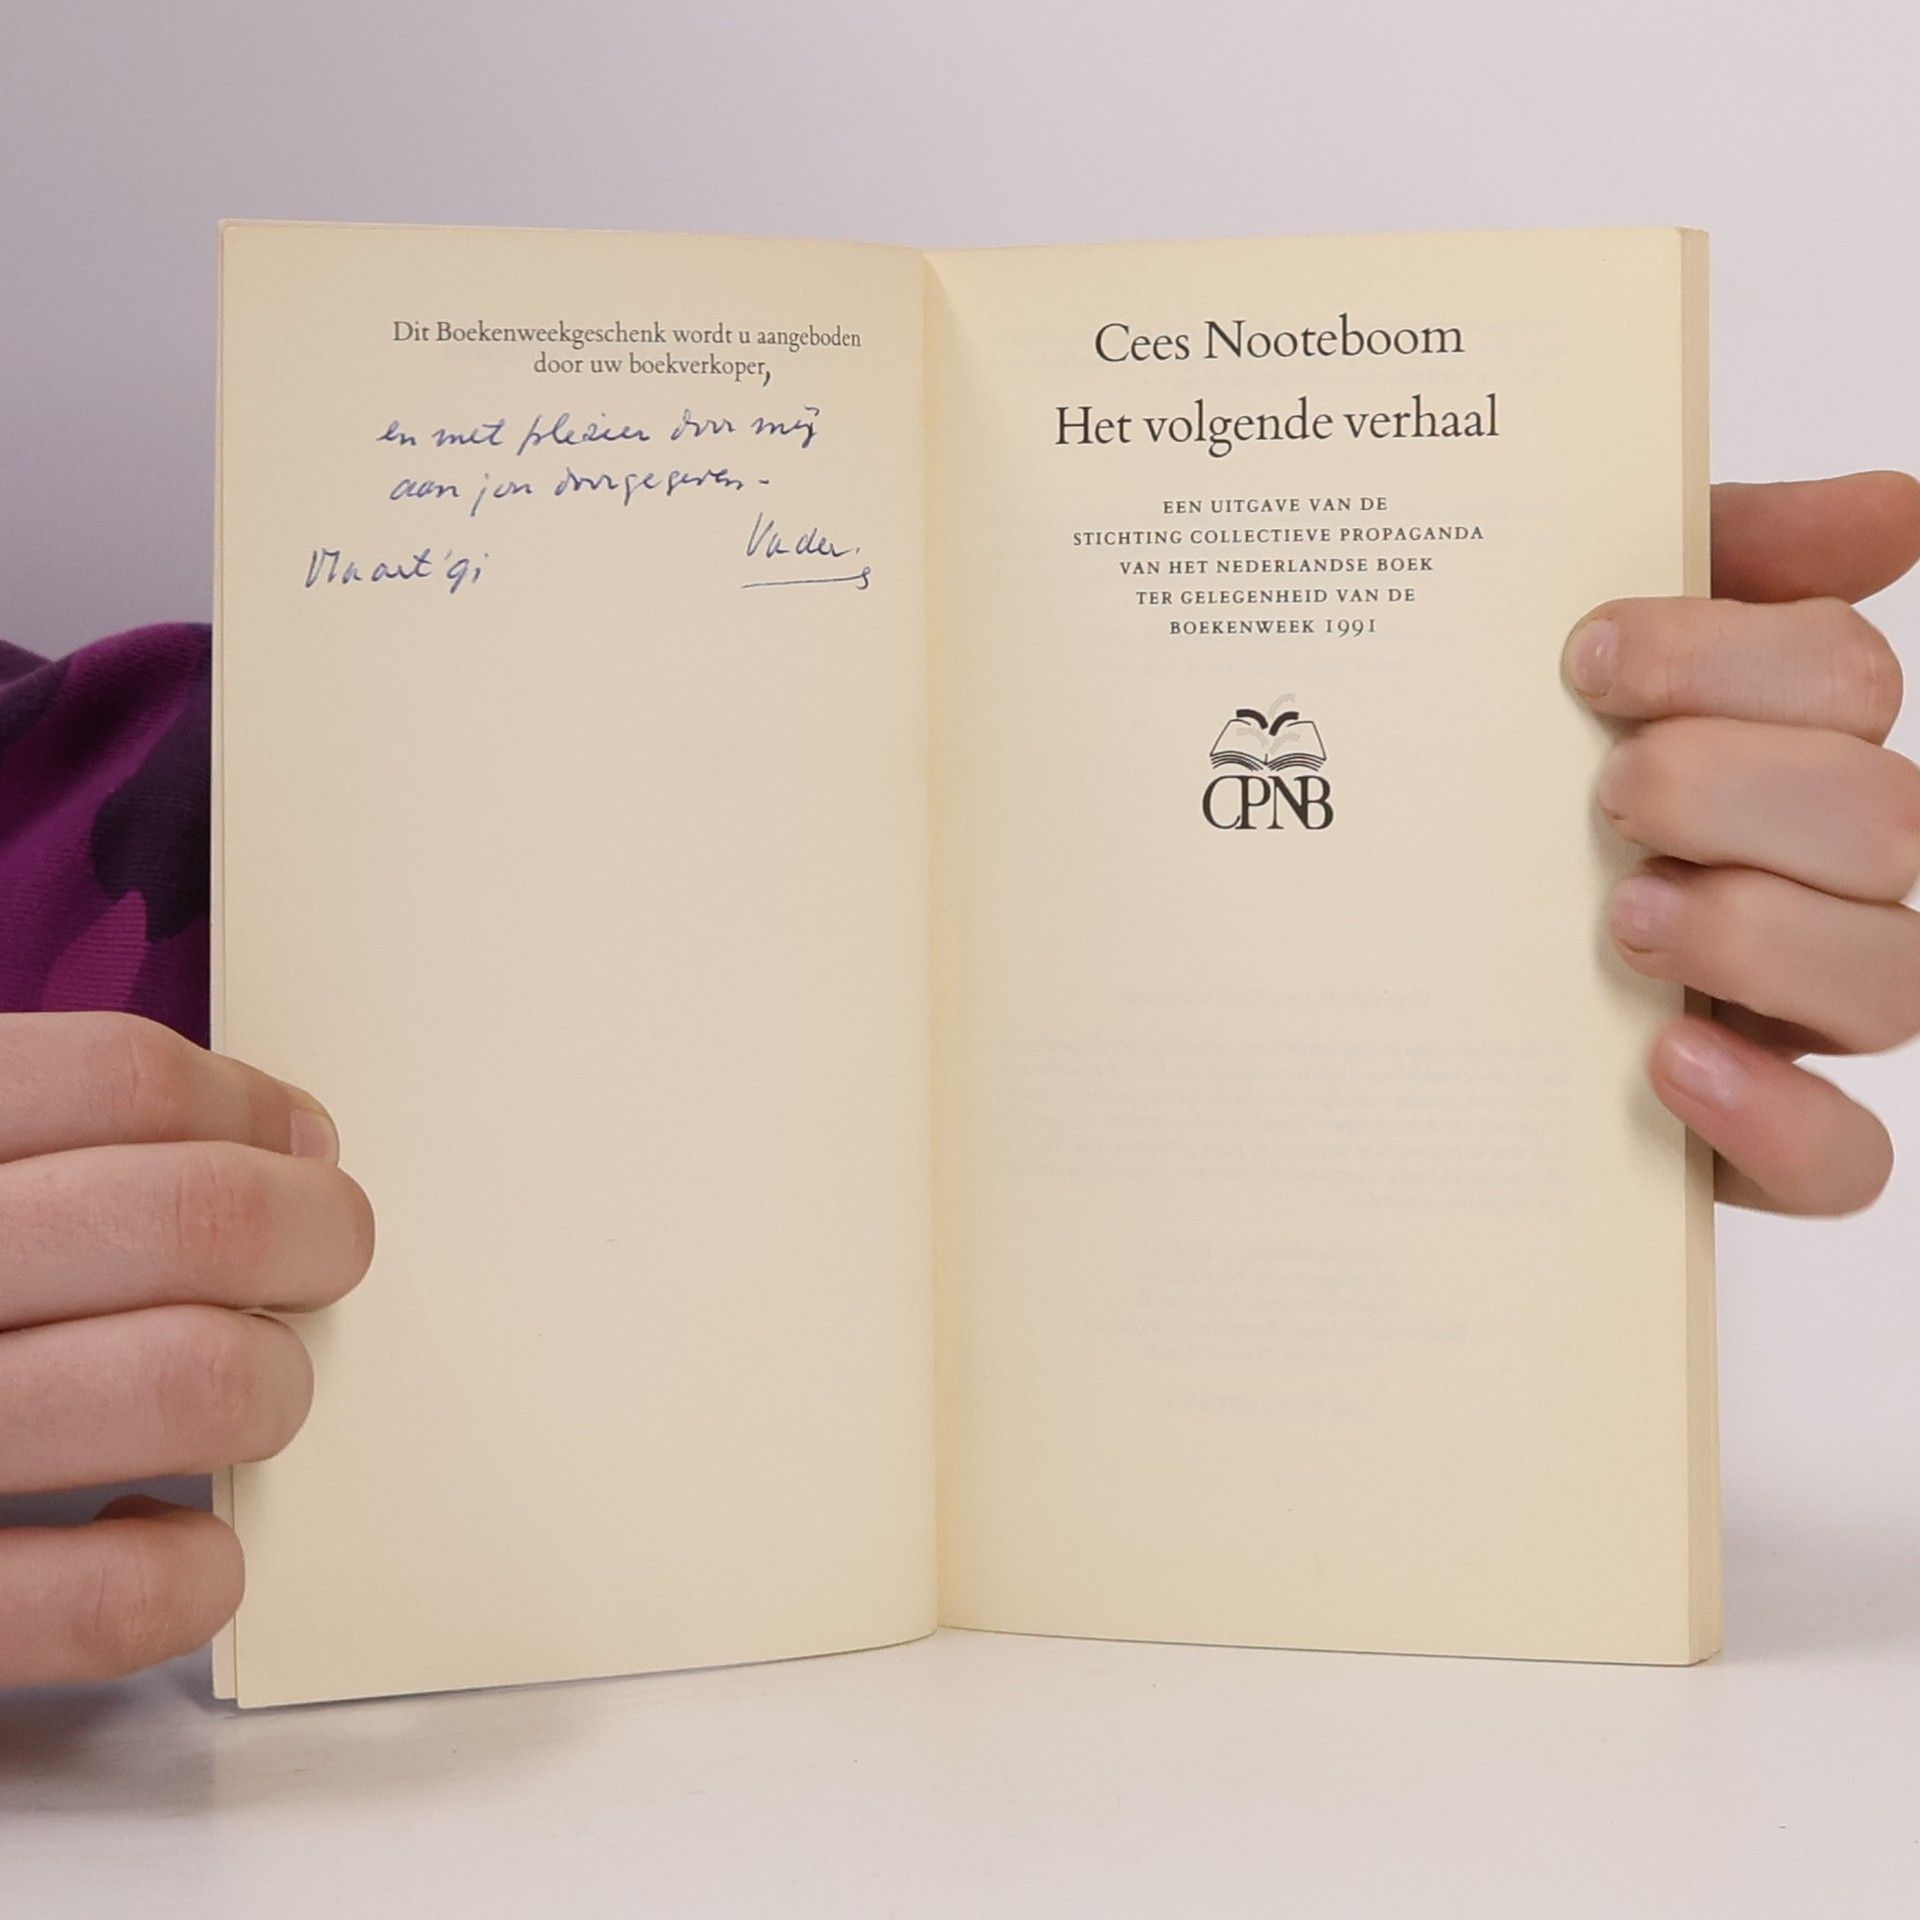 Dit Boekenweekgeschenk wordt u aangeboden
door uw boekverkoper,
en met plezier door mij
aan jou doorgegeven -
Vader.
Maart '91
Cees Nooteboom
Het volgende verhaal
EEN UITGAVE VAN DE
STICHTING COLLECTIEVE PROPAGANDA
VAN HET NEDERLANDSE BOEK
TER GELEGENHEID VAN DE
BOEKENWEEK 1991
CPNB